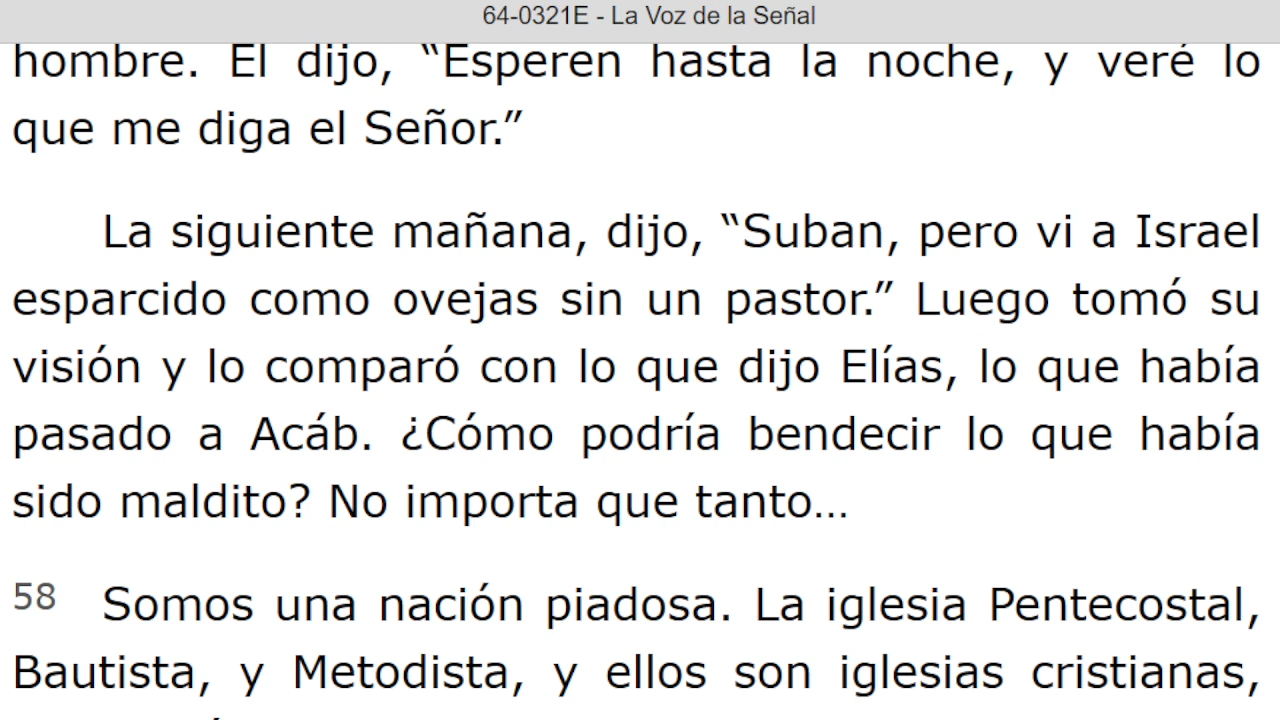 64-0321E - La Voz de la Señal
hombre. Él dijo, “Esperen hasta la noche, y veré lo
que me diga el Señor.”
La siguiente mañana, dijo, “Suban, pero vi a Israel
esparcido como ovejas sin un pastor.” Luego tomó su
visión y lo comparó con lo que dijo Elías, lo que había
pasado a Acáb. ¿Cómo podría bendecir lo que había
sido maldito? No importa que tanto…
58 Somos una nación piadosa. La iglesia Pentecostal,
Bautista, y Metodista, y ellos son iglesias cristianas,